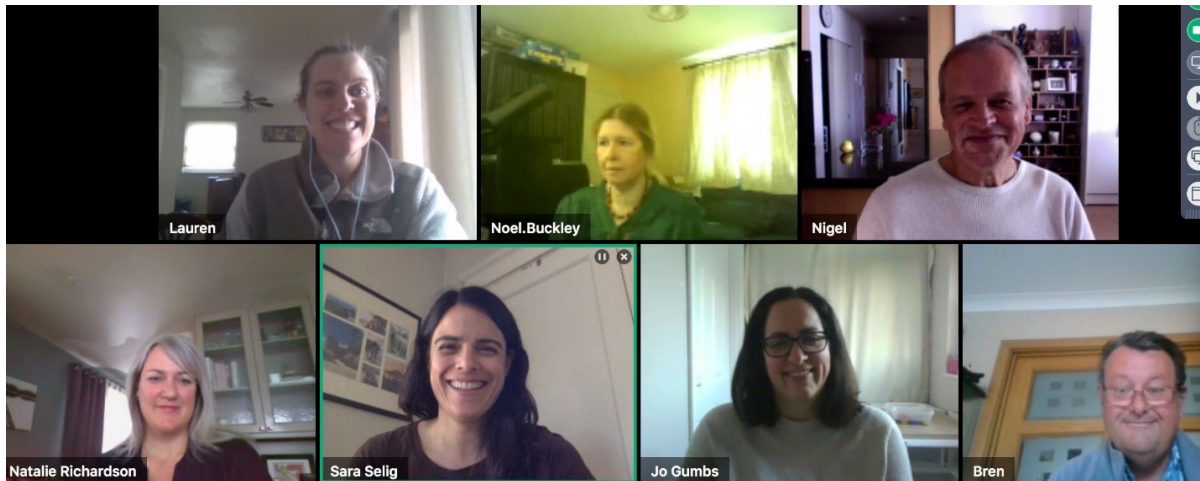 Lauren
Noel.Buckley
Nigel
Natalie Richardson
Sara Selig
Jo Gumbs
Bren